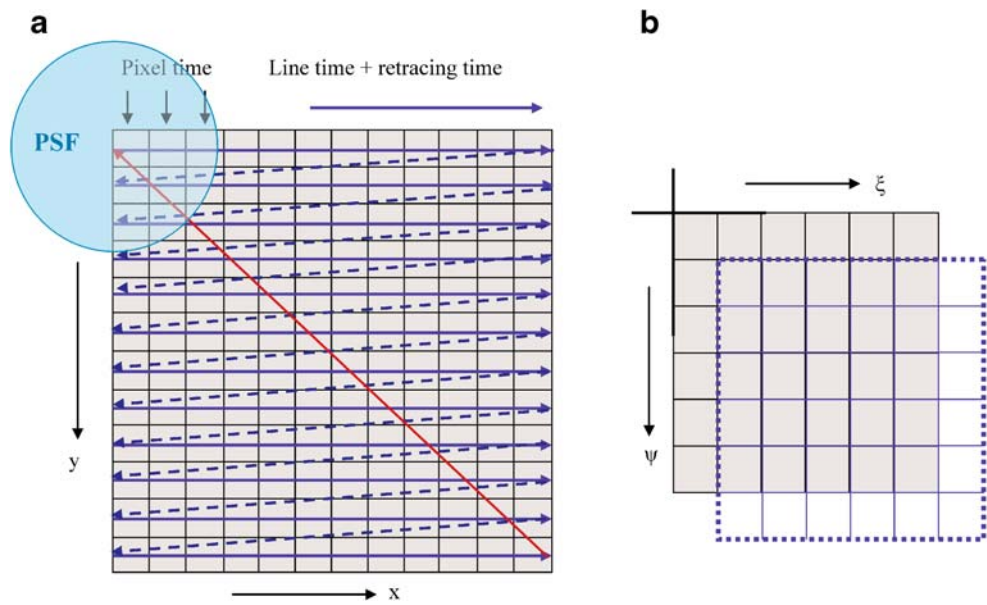 a
Pixel time
Line time + retracing time
PSF
y
x
b
ξ
ψ